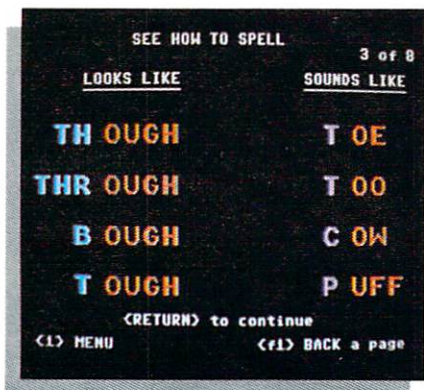 SEE HOW TO SPELL
3 of 8
LOOKS LIKE SOUNDS LIKE
TH OUGH T OE
THR OUGH T OO
B OUGH C OW
T OUGH P UFF
<RETURN> to continue
<1> MENU <f1> BACK a page